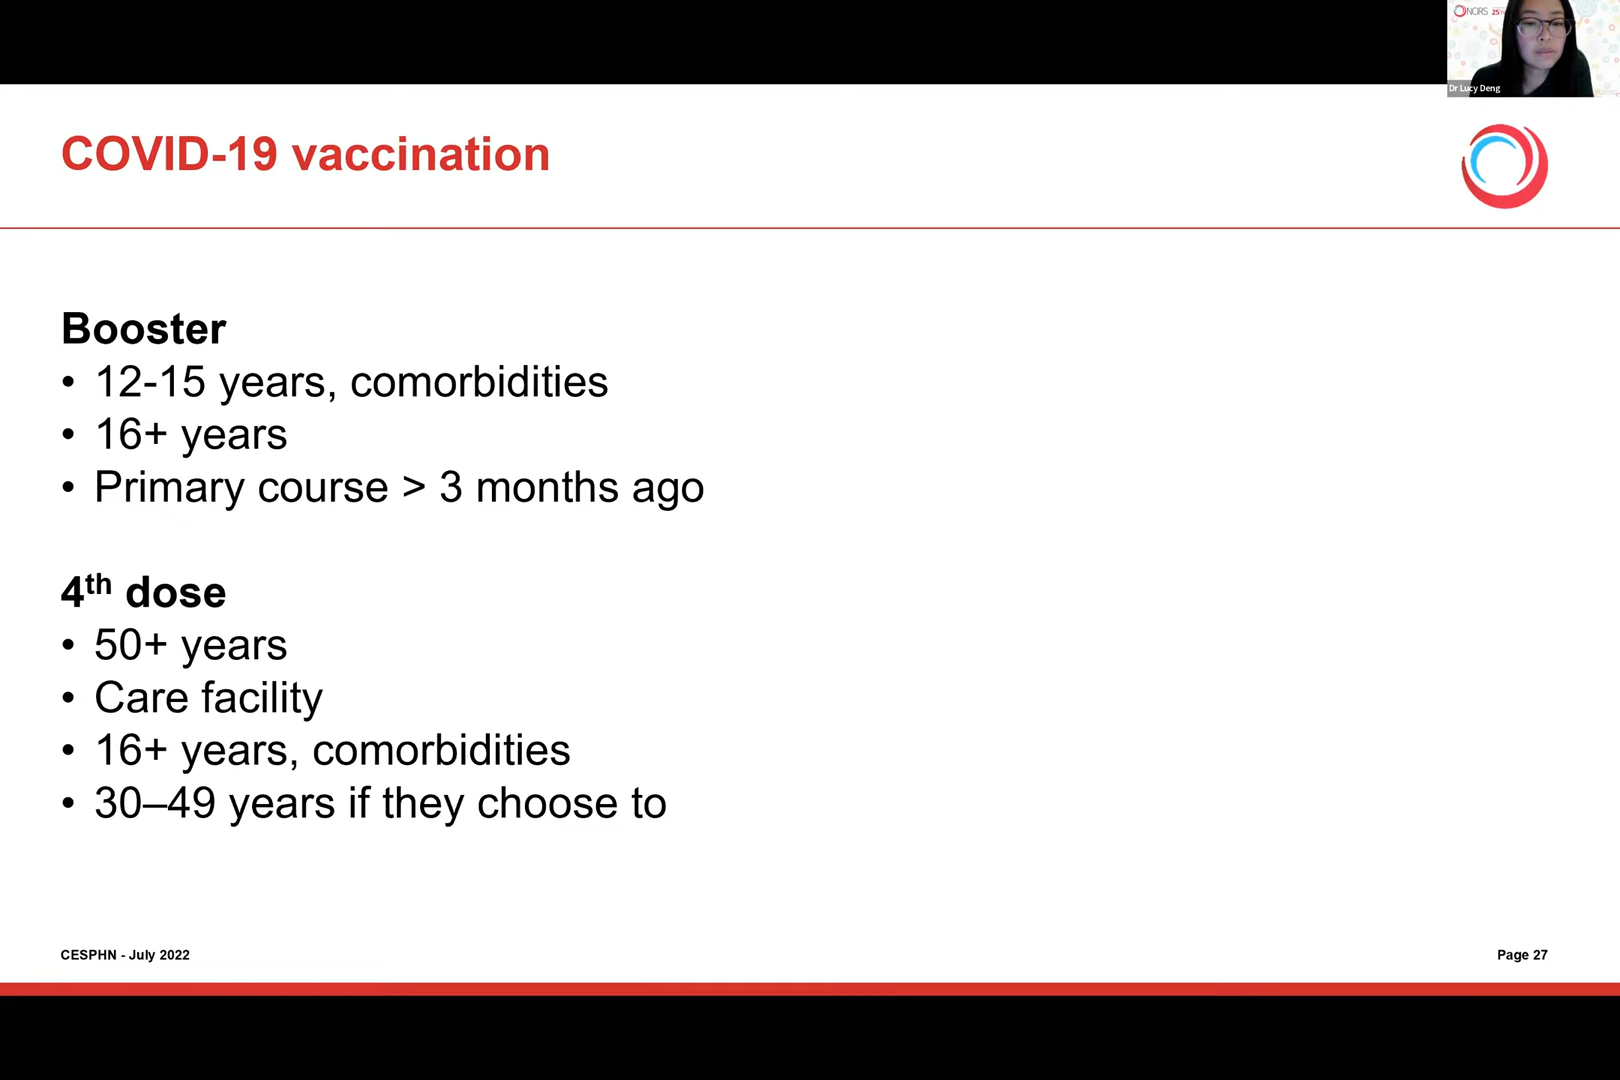 NCIRS 25
Dr Lucy Deng
COVID-19 vaccination
Booster
• 12-15 years, comorbidities
• 16+ years
• Primary course > 3 months ago
4th dose
• 50+ years
• Care facility
• 16+ years, comorbidities
• 30–49 years if they choose to
CESPHN - July 2022
Page 27